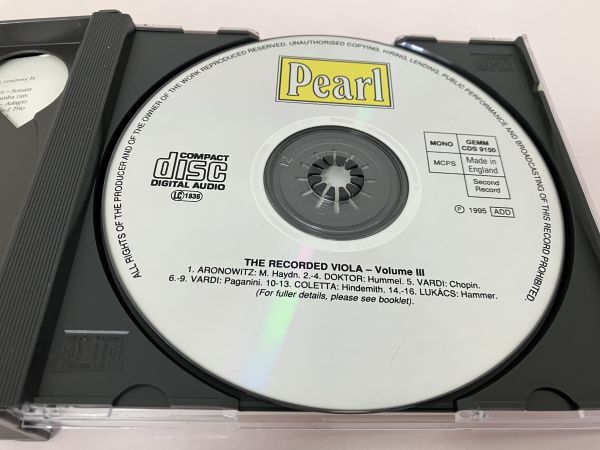 courtesy H.
– Sonata
– Adagio
& Trio
ALL RIGHTS OF THE PRODUCER AND OF THE OWNER OF THE WORK REPRODUCED RESERVED. UNAUTHORISED COPYING, HIRING, LENDING, PUBLIC PERFORMANCE AND BROADCASTING OF THIS RECORD PROHIBITED.
Pearl
COMPACT
disc
DIGITAL AUDIO
LC 1836
MONO
GEMM
CDS 9150
MCPS
Made in
England
Second
Record
Ⓟ 1995 ADD
12
THE RECORDED VIOLA – Volume III
1. ARONOWITZ: M. Haydn. 2.-4. DOKTOR: Hummel. 5. VARDI: Chopin.
6.-9. VARDI: Paganini. 10-13. COLETTA: Hindemith. 14.-16. LUKÁCS: Hammer.
(For fuller details, please see booklet).